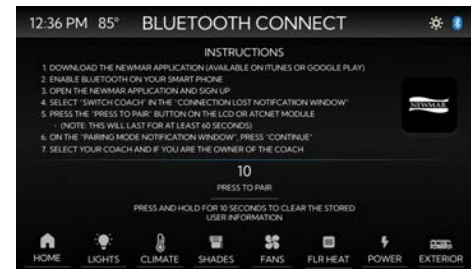 12:36 PM 85° BLUETOOTH CONNECT
INSTRUCTIONS
1. DOWNLOAD THE NEWMAR APPLICATION (AVAILABLE ON ITUNES OR GOOGLE PLAY)
2. ENABLE BLUETOOTH ON YOUR SMART PHONE
3. OPEN THE NEWMAR APPLICATION AND SIGN UP
4. SELECT "SWITCH COACH" IN THE "CONNECTION LOST NOTIFCATION WINDOW"
5. PRESS THE "PRESS TO PAIR" BUTTON ON THE LCD OR ATCNET MODULE
- (NOTE: THIS WILL LAST FOR AT LEAST 60 SECONDS)
6. ON THE "PAIRING MODE NOTIFICATION WINDOW", PRESS "CONTINUE"
7. SELECT YOUR COACH AND IF YOU ARE THE OWNER OF THE COACH
NEWMAR
10
PRESS TO PAIR
PRESS AND HOLD FOR 10 SECONDS TO CLEAR THE STORED
USER INFORMATION
HOME LIGHTS CLIMATE SHADES FANS FLR HEAT POWER EXTERIOR